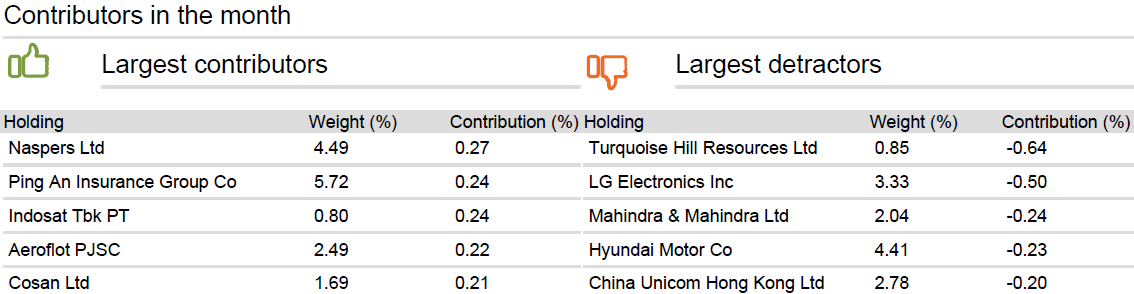 Contributors in the month
Largest contributors
Largest detractors
Holding Weight (%) Contribution (%) Holding Weight (%) Contribution (%)
Naspers Ltd 4.49 0.27 Turquoise Hill Resources Ltd 0.85 -0.64
Ping An Insurance Group Co 5.72 0.24 LG Electronics Inc 3.33 -0.50
Indosat Tbk PT 0.80 0.24 Mahindra & Mahindra Ltd 2.04 -0.24
Aeroflot PJSC 2.49 0.22 Hyundai Motor Co 4.41 -0.23
Cosan Ltd 1.69 0.21 China Unicom Hong Kong Ltd 2.78 -0.20